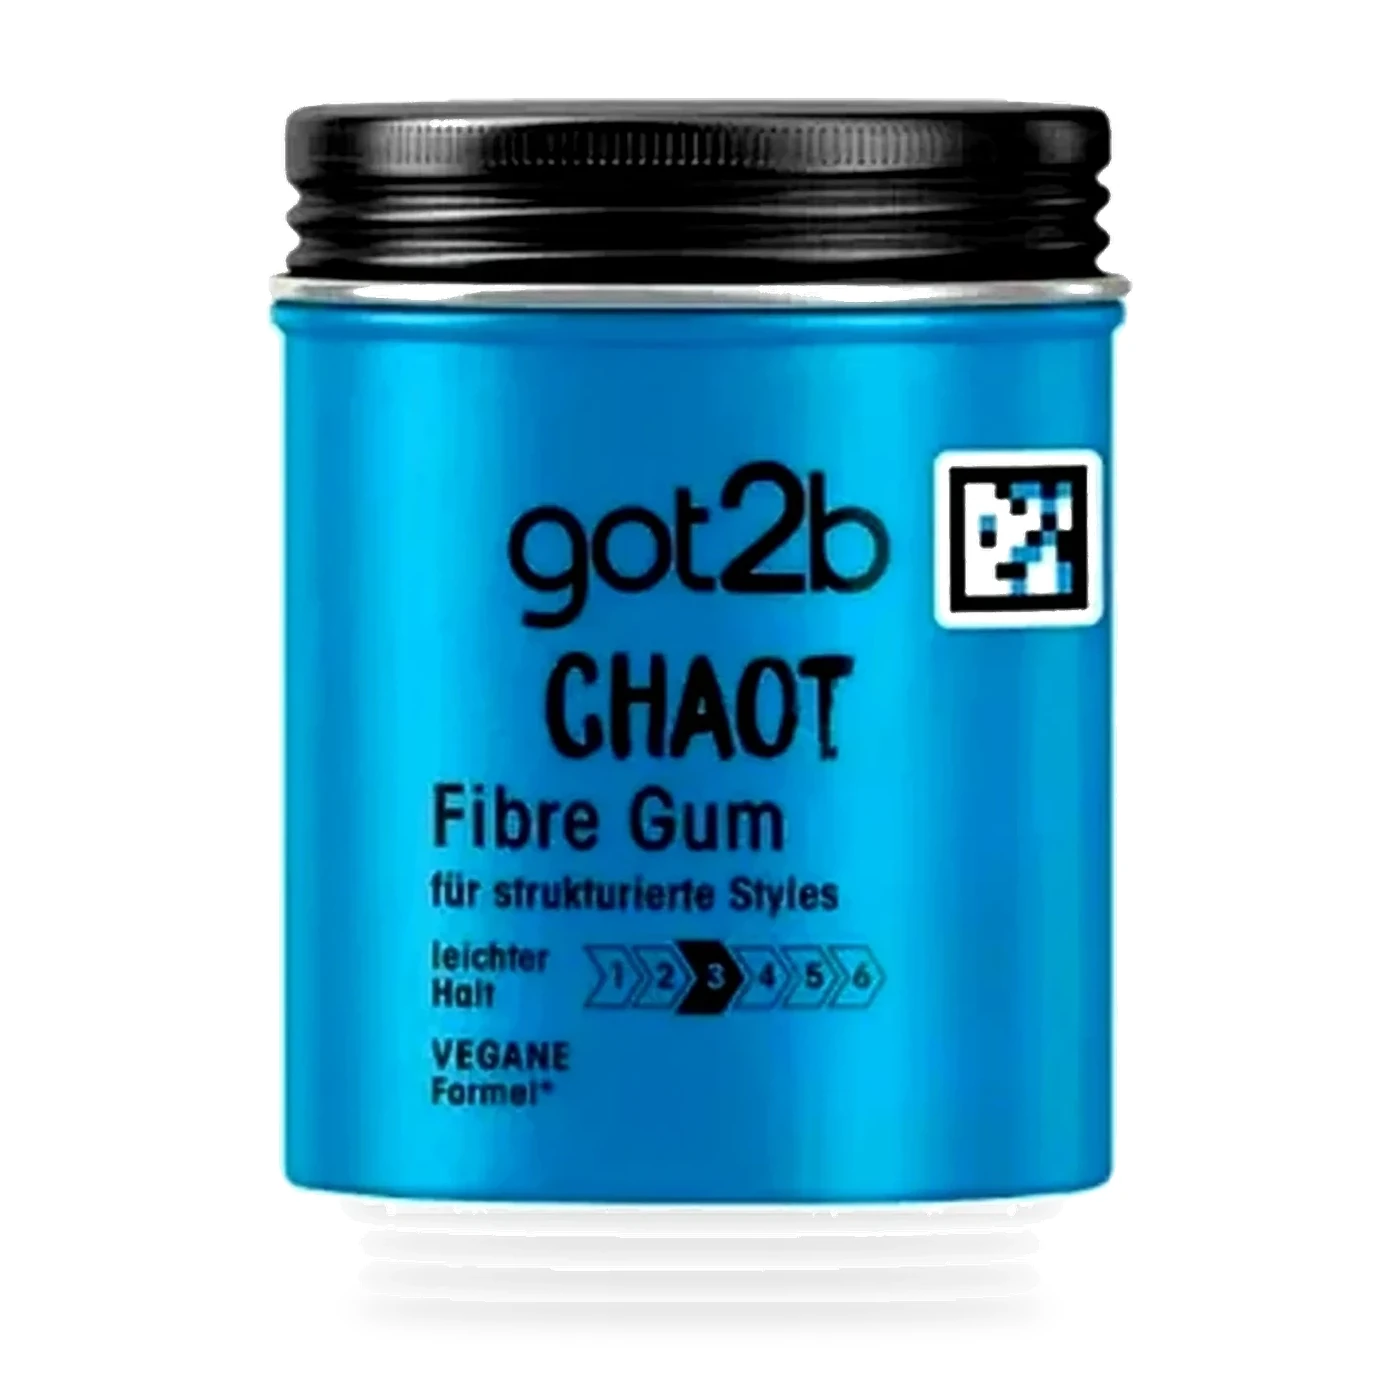 got2b
CHAOT
Fibre Gum
für strukturierte Styles
leichter
Halt
1 2 3 4 5 6
VEGANE
Formel*